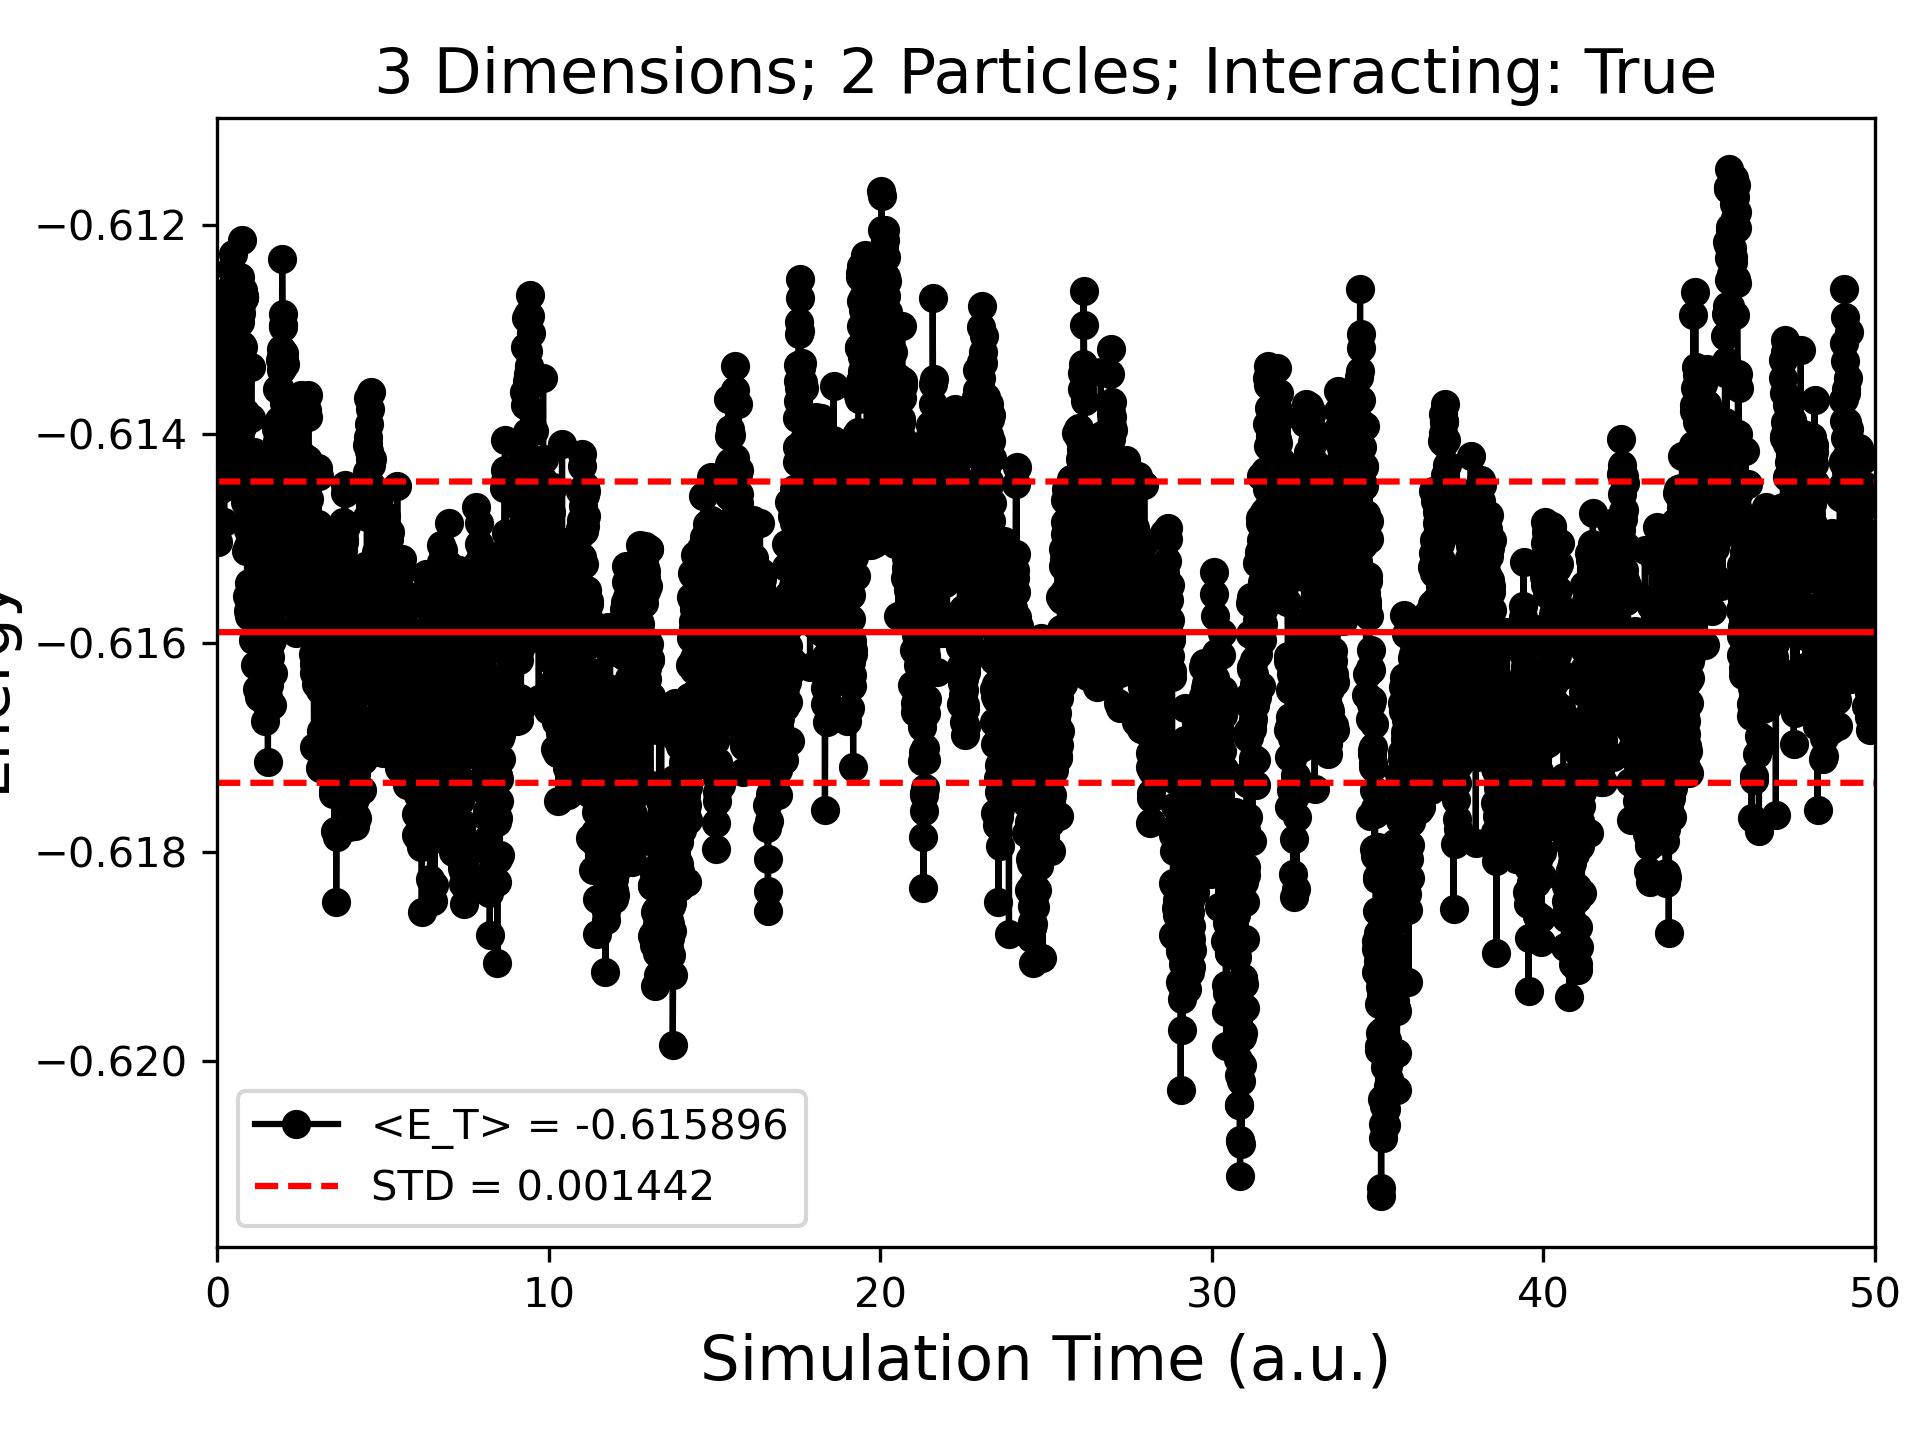 3 Dimensions; 2 Particles; Interacting: True
Energy
−0.612
−0.614
−0.616
−0.618
−0.620
<E_T> = -0.615896
STD = 0.001442
0 10 20 30 40 50
Simulation Time (a.u.)